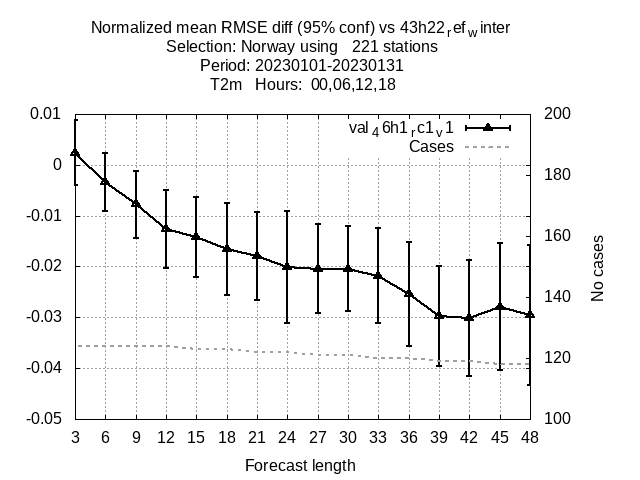 Normalized mean RMSE diff (95% conf) vs 43h22refwinter
Selection: Norway using   221 stations
Period: 20230101-20230131
T2m   Hours:  00,06,12,18
0.01
0
-0.01
-0.02
-0.03
-0.04
-0.05
200
180
160
140
120
100
val46h1rc1v1
Cases
No cases
3 6 9 12 15 18 21 24 27 30 33 36 39 42 45 48
Forecast length